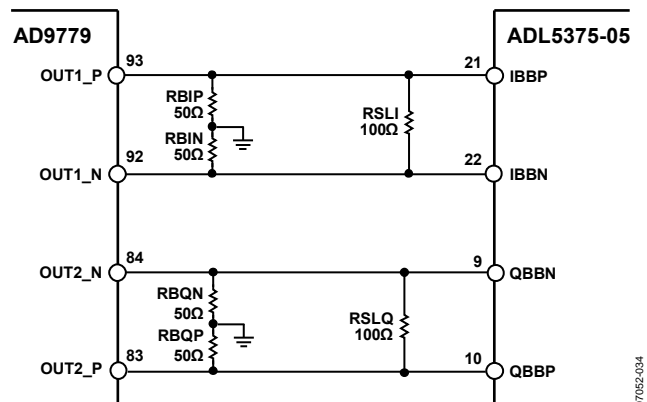 AD9779
ADL5375-05
93
OUT1_P
21
IBBP
RBIP
50Ω
RBIN
50Ω
RSLI
100Ω
92
OUT1_N
22
IBBN
84
OUT2_N
9
QBBN
RBQN
50Ω
RBQP
50Ω
RSLQ
100Ω
83
OUT2_P
10
QBBP
07052-034